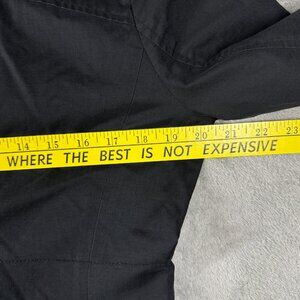 14 15 16 17 18 19 20 21 22 23
WHERE THE BEST IS NOT EXPENSIVE